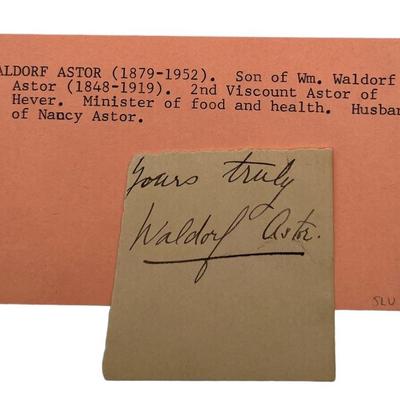 ALDORF ASTOR (1879-1952). Son of Wm. Waldorf
Astor (1848-1919). 2nd Viscount Astor of
Hever. Minister of food and health. Husban
of Nancy Astor.
Yours truly
Waldorf Astor.
SLU